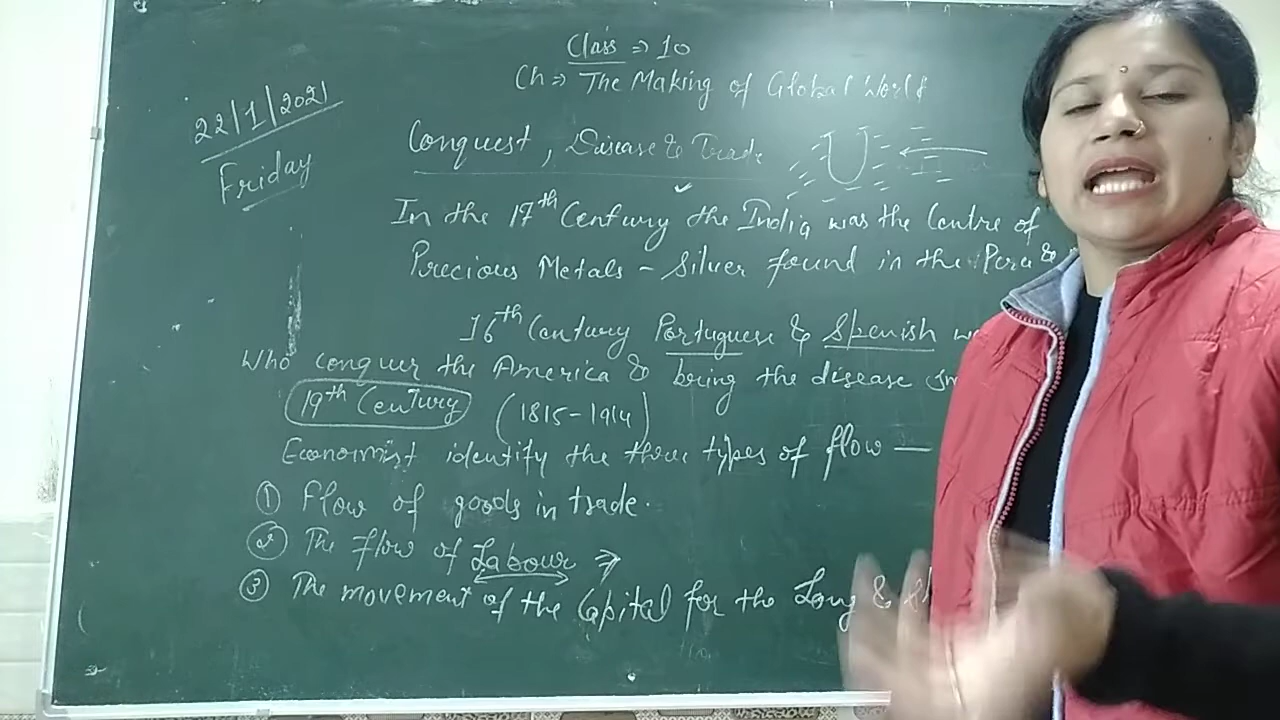 Class ⇒ 10
Ch ⇒ The Making of Global World
22/1/2021
Friday
Conquest, Disease & Trade
In the 17th Century the India was the Centre of
Precious Metals - Silver found in the Peru &
16th Century Portuguese & Spanish
Who conquer the America & bring the disease
19th Century (1815-1914)
Economist identify the three types of flow —
① Flow of goods in trade.
② The flow of Labour ⇒
③ The movement of the Capital for the Long &